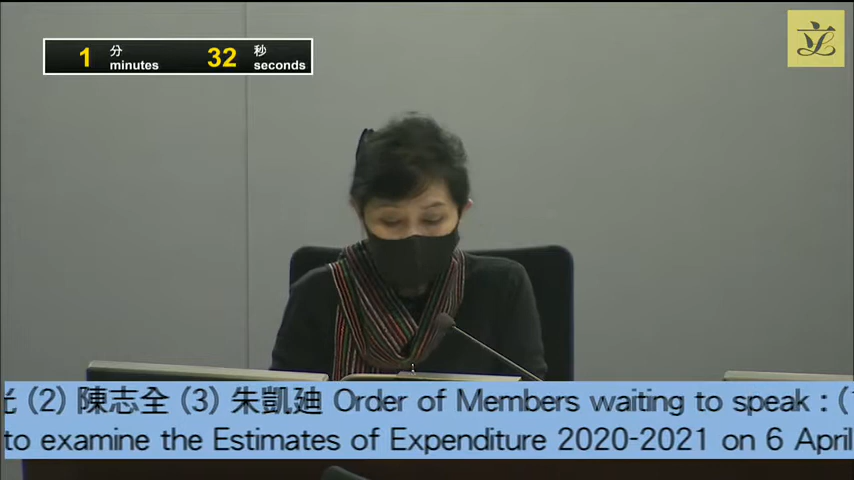 1 分 minutes 32 秒 seconds
(2) 陳志全 (3) 朱凱廸 Order of Members waiting to speak : (
to examine the Estimates of Expenditure 2020-2021 on 6 April